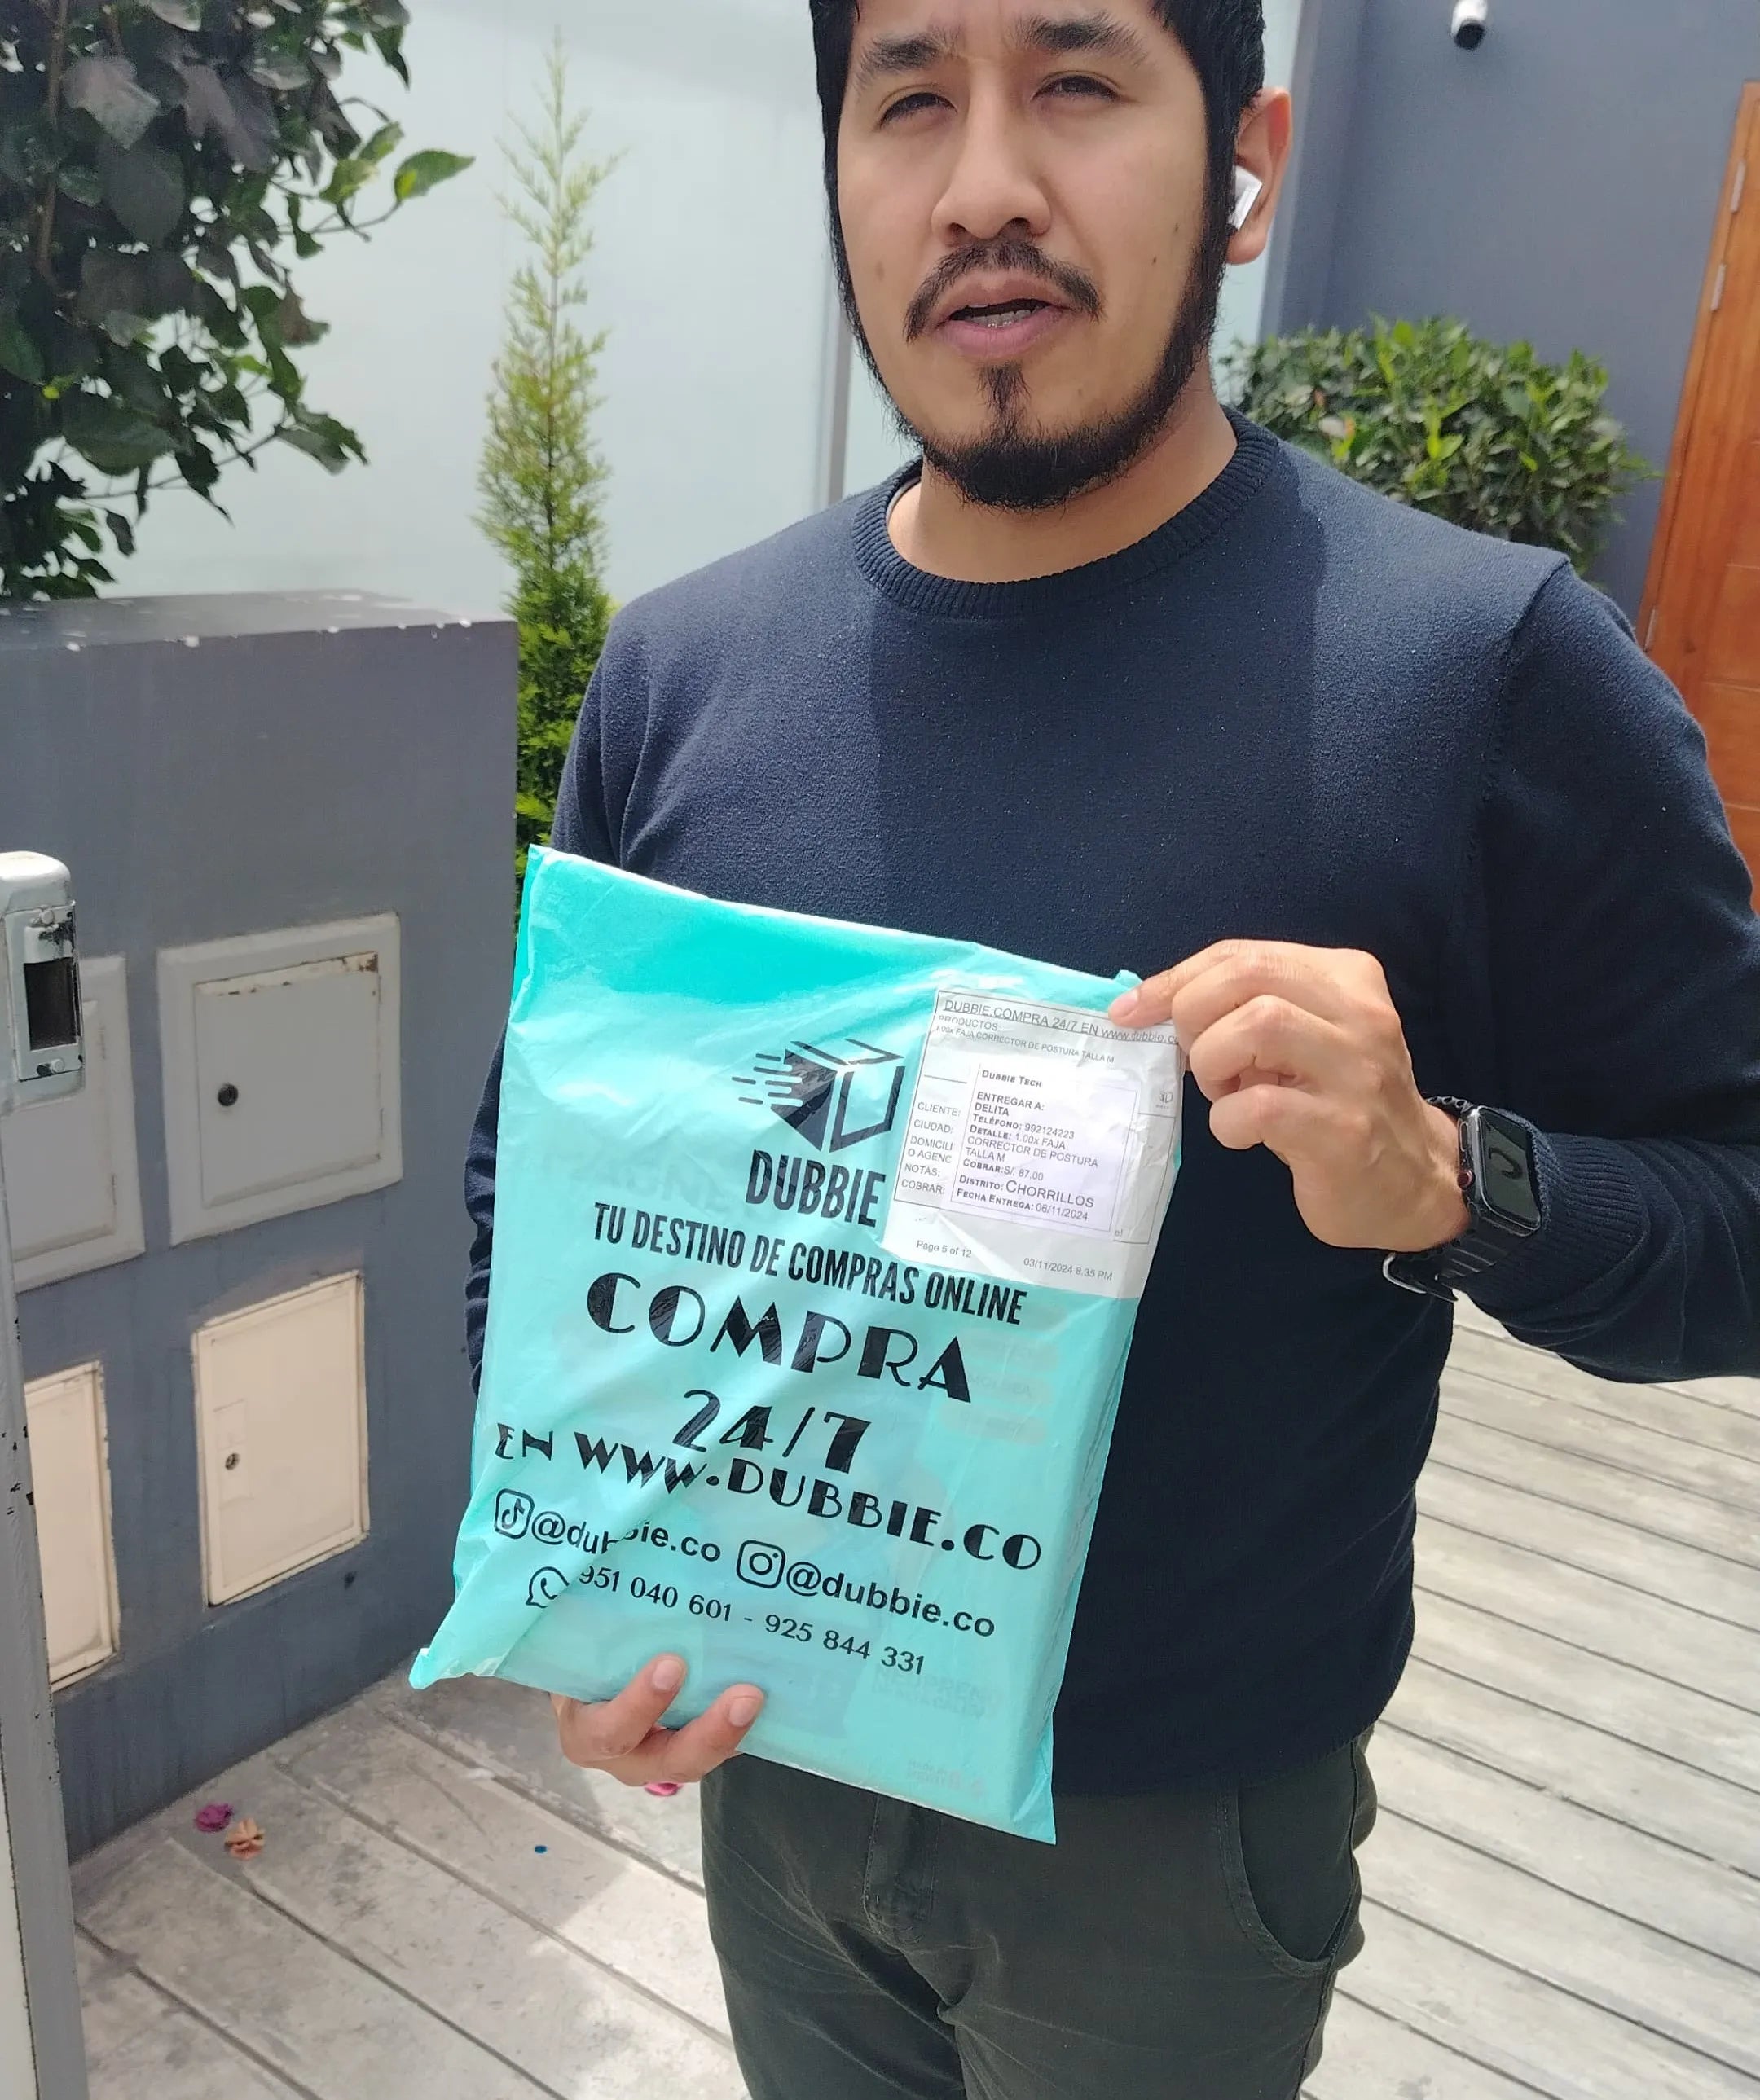 DUBBIE:COMPRA 24/7 EN www.dubbie.c
PRODUCTOS
1.00x FAJA CORRECTOR DE POSTURA TALLA M
DUBBIE TECH
ENTREGAR A:
DELITA
TELÉFONO: 992124223
DETALLE: 1.00x FAJA
CORRECTOR DE POSTURA
TALLA M
COBRAR:S/. 87.00
DISTRITO: CHORRILLOS
FECHA ENTREGA: 06/11/2024
CLIENTE:
CIUDAD:
DOMICILI
O AGENC
NOTAS:
COBRAR:
Page 5 of 12
03/11/2024 8:35 PM
DUBBIE
TU DESTINO DE COMPRAS ONLINE
COMPRA
24/7
EN WWW.DUBBIE.CO
@dubbie.co @dubbie.co
951 040 601 - 925 844 331